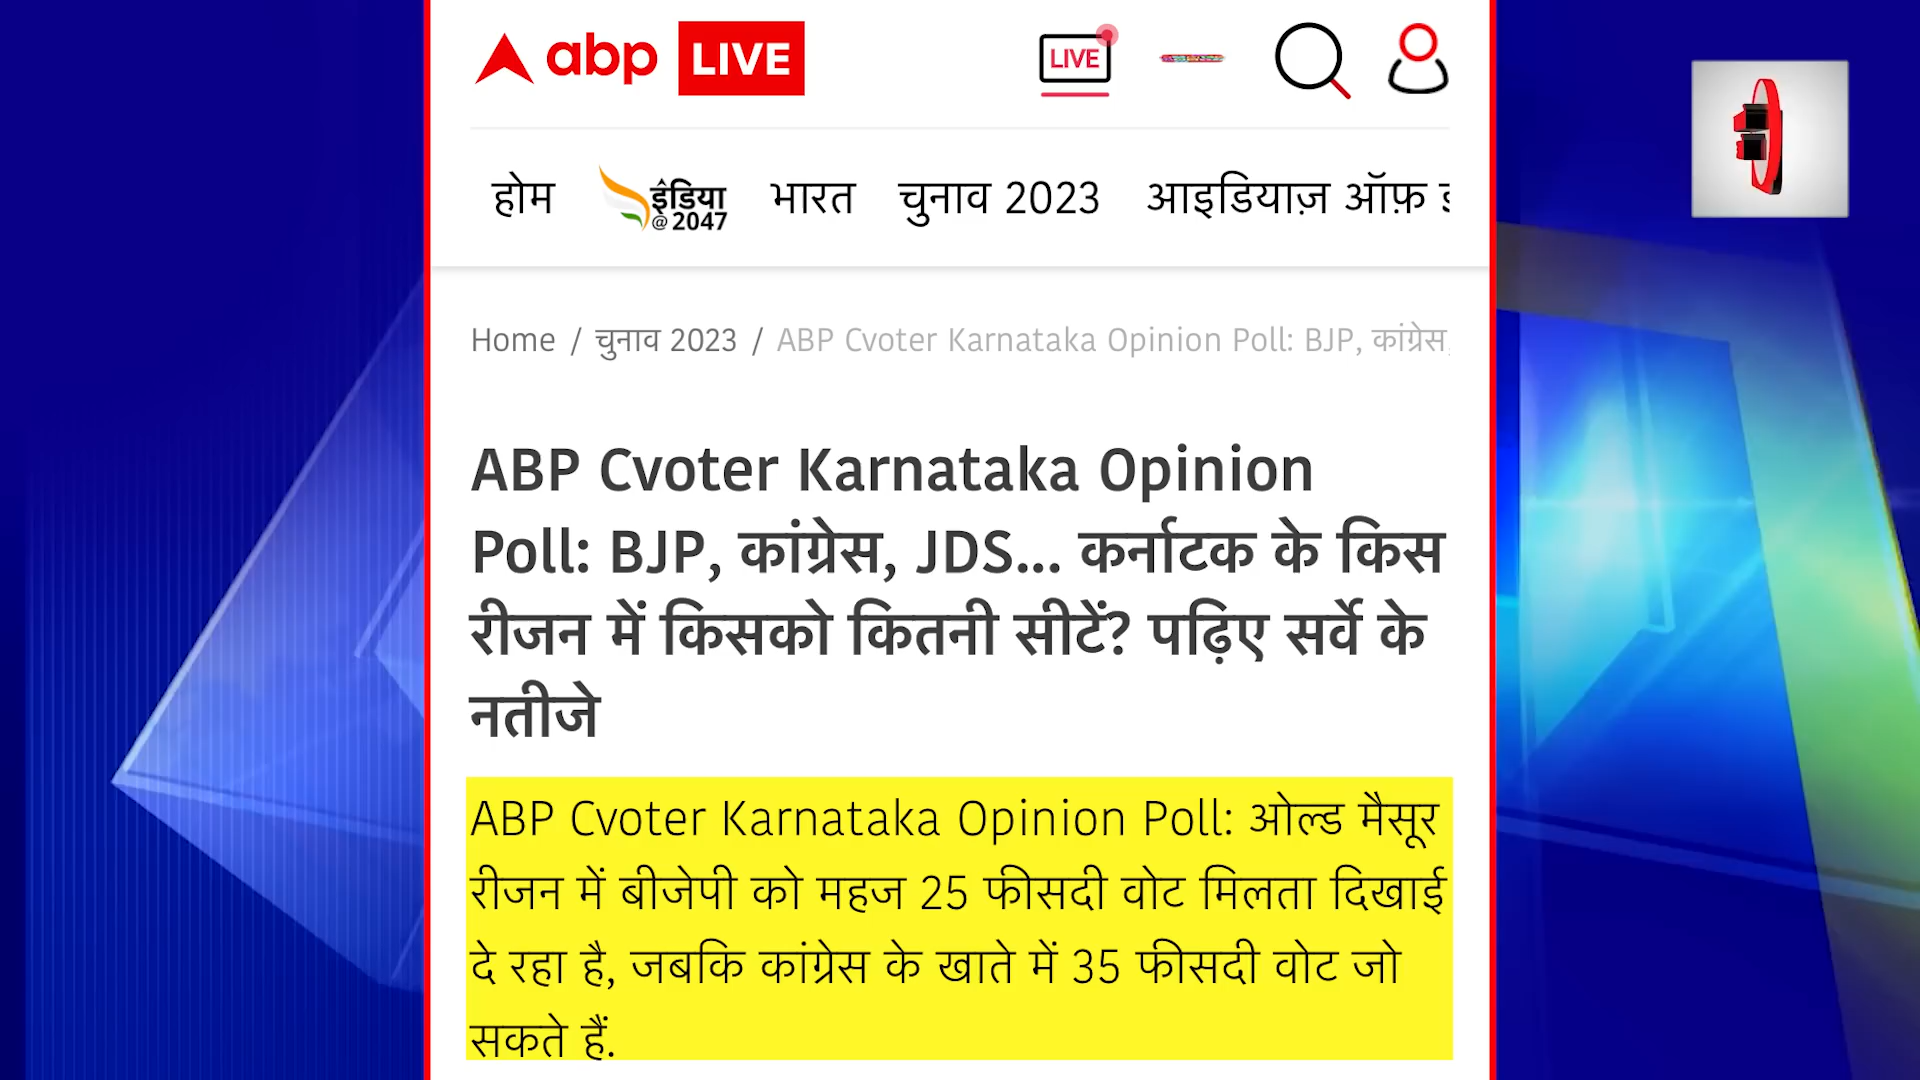 abp LIVE
LIVE
होम इंडिया @ 2047 भारत चुनाव 2023 आइडियाज़ ऑफ़
Home / चुनाव 2023 / ABP Cvoter Karnataka Opinion Poll: BJP, कांग्रेस,
ABP Cvoter Karnataka Opinion
Poll: BJP, कांग्रेस, JDS... कर्नाटक के किस
रीजन में किसको कितनी सीटें? पढ़िए सर्वे के
नतीजे
ABP Cvoter Karnataka Opinion Poll: ओल्ड मैसूर
रीजन में बीजेपी को महज 25 फीसदी वोट मिलता दिखाई
दे रहा है, जबकि कांग्रेस के खाते में 35 फीसदी वोट जो
सकते हैं.